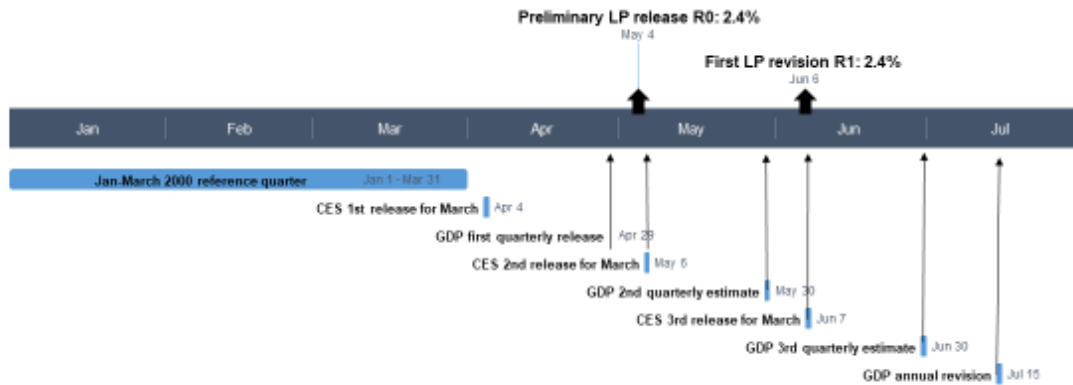 Preliminary LP release R0: 2.4%
May 4
First LP revision R1: 2.4%
Jun 6
Jan Feb Mar Apr May Jun Jul
Jan-March 2000 reference quarter Jan 1 - Mar 31
CES 1st release for March Apr 4
GDP first quarterly release Apr 29
CES 2nd release for March May 6
GDP 2nd quarterly estimate May 30
CES 3rd release for March Jun 7
GDP 3rd quarterly estimate Jun 30
GDP annual revision Jul 15